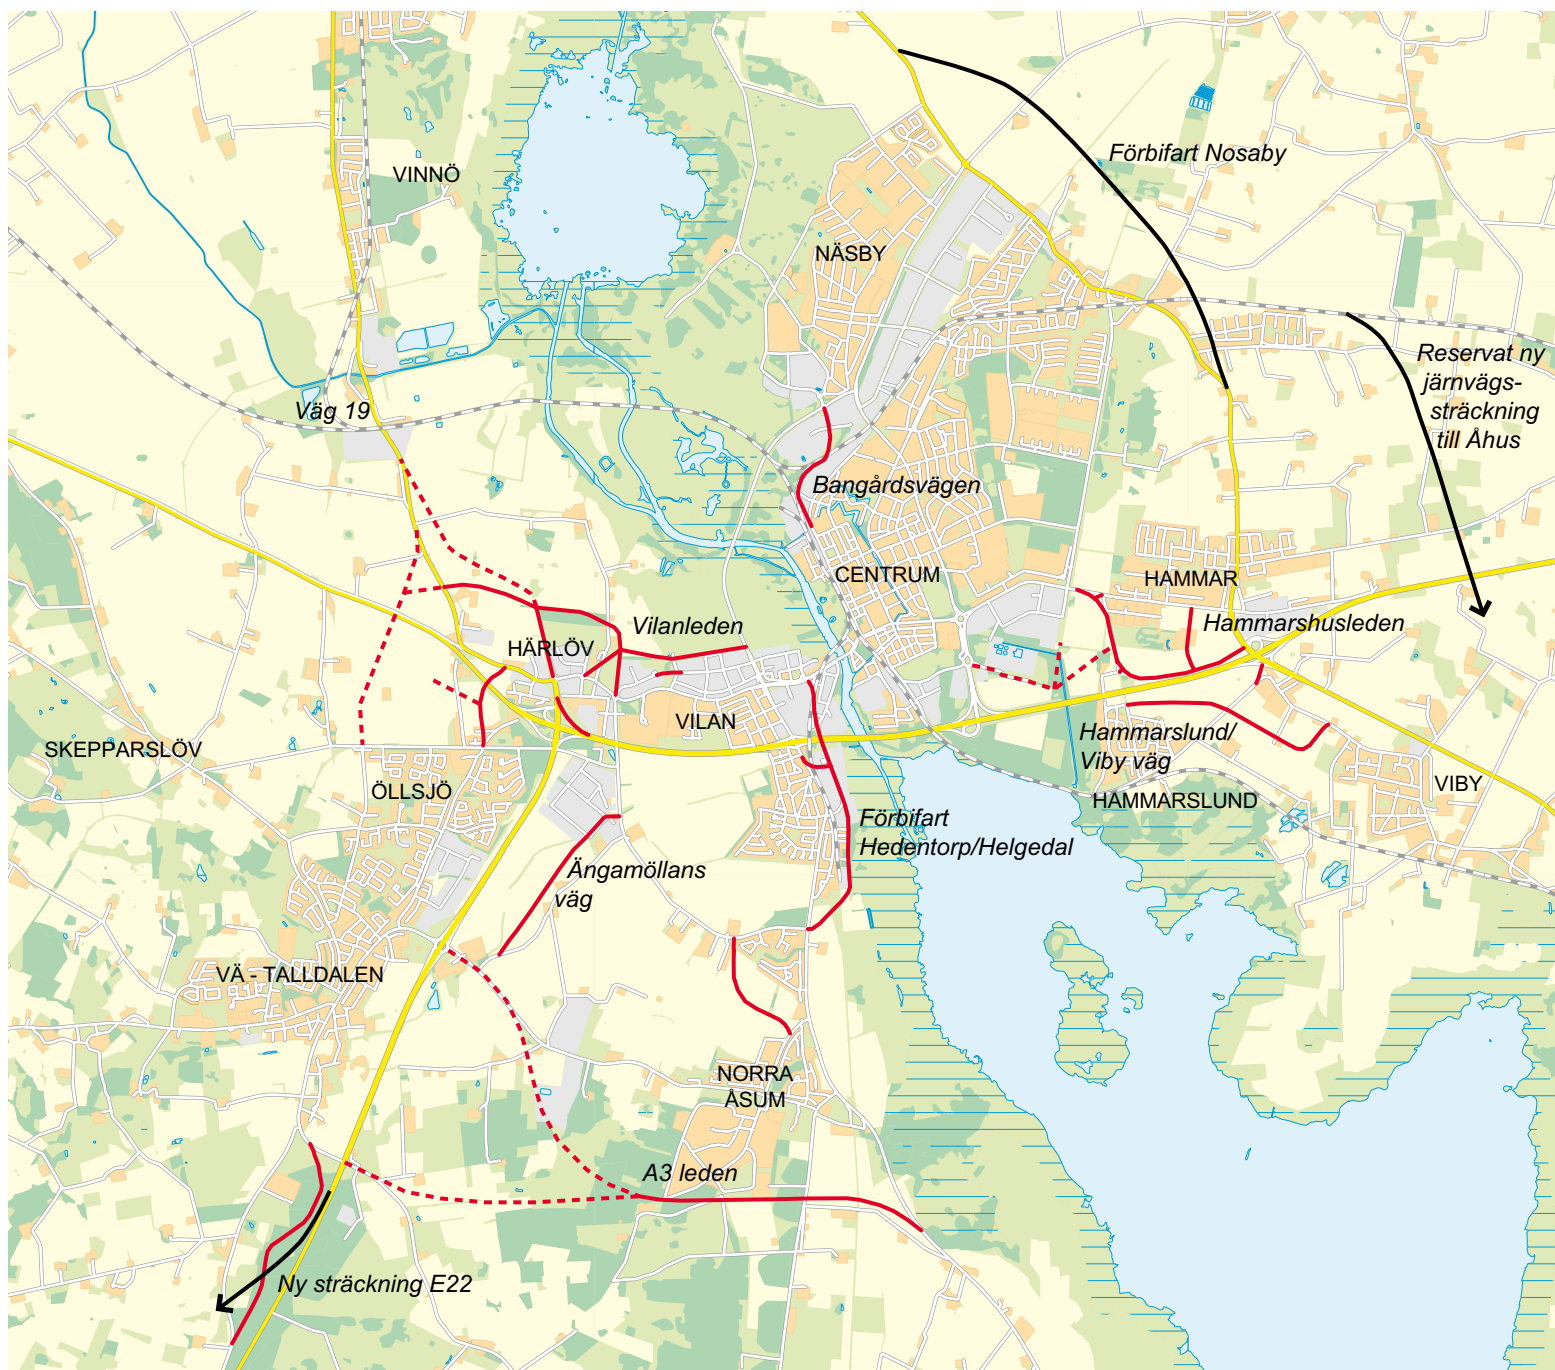 Förbifart Nosaby
VINNÖ
NÄSBY
Reservat ny
järnvägs-
sträckning
till Åhus
Väg 19
Bangårdsvägen
CENTRUM
HAMMAR
Hammarshusleden
Vilanleden
HÄRLÖV
VILAN
SKEPPARSLÖV
Hammarslund/
Viby väg
ÖLLSJÖ
VIBY
HAMMARSLUND
Förbifart
Hedentorp/Helgedal
Ängamöllans
väg
VÄ - TALLDALEN
NORRA
ÅSUM
A3 leden
Ny sträckning E22